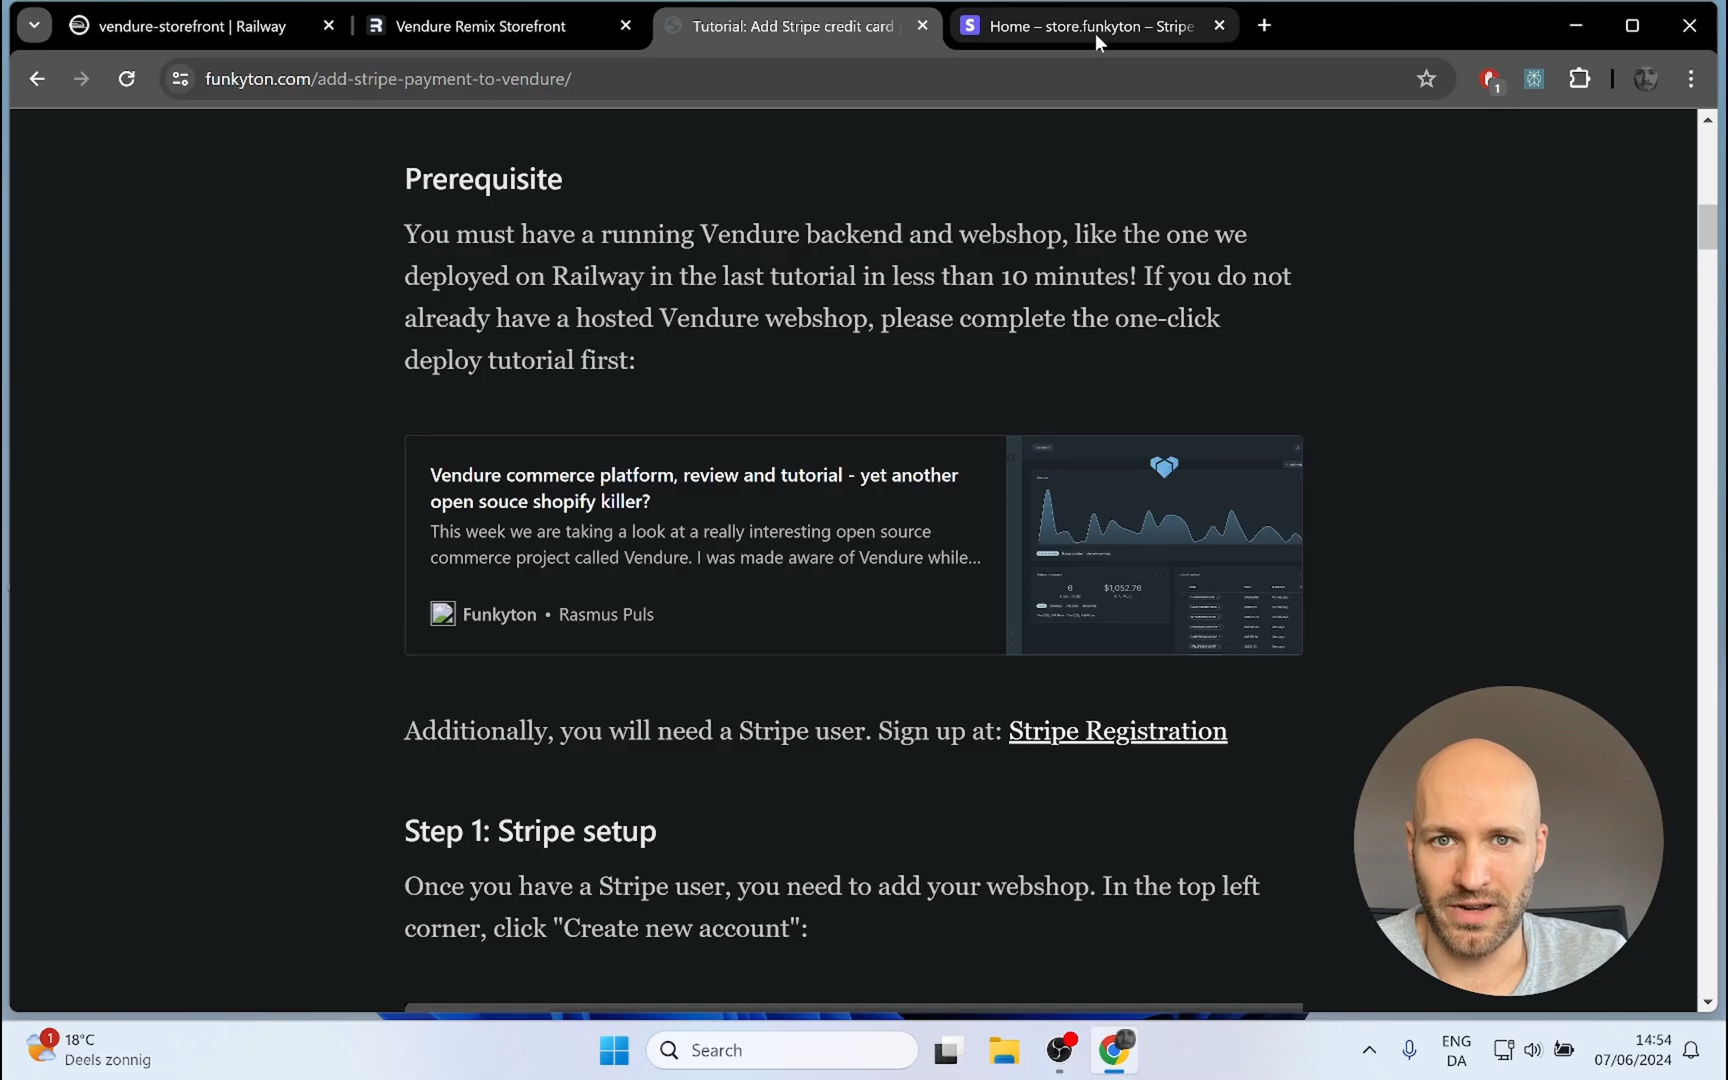 vendure-storefront | Railway
Vendure Remix Storefront
Tutorial: Add Stripe credit card
Home – store.funkyton – Stripe
funkyton.com/add-stripe-payment-to-vendure/
1
Prerequisite
You must have a running Vendure backend and webshop, like the one we
deployed on Railway in the last tutorial in less than 10 minutes! If you do not
already have a hosted Vendure webshop, please complete the one-click
deploy tutorial first:
Vendure commerce platform, review and tutorial - yet another
open souce shopify killer?
This week we are taking a look at a really interesting open source
commerce project called Vendure. I was made aware of Vendure while...
Funkyton • Rasmus Puls
6
$1,052.76
Additionally, you will need a Stripe user. Sign up at: Stripe Registration
Step 1: Stripe setup
Once you have a Stripe user, you need to add your webshop. In the top left
corner, click "Create new account":
1
18°C
Deels zonnig
Search
ENG
DA
14:54
07/06/2024